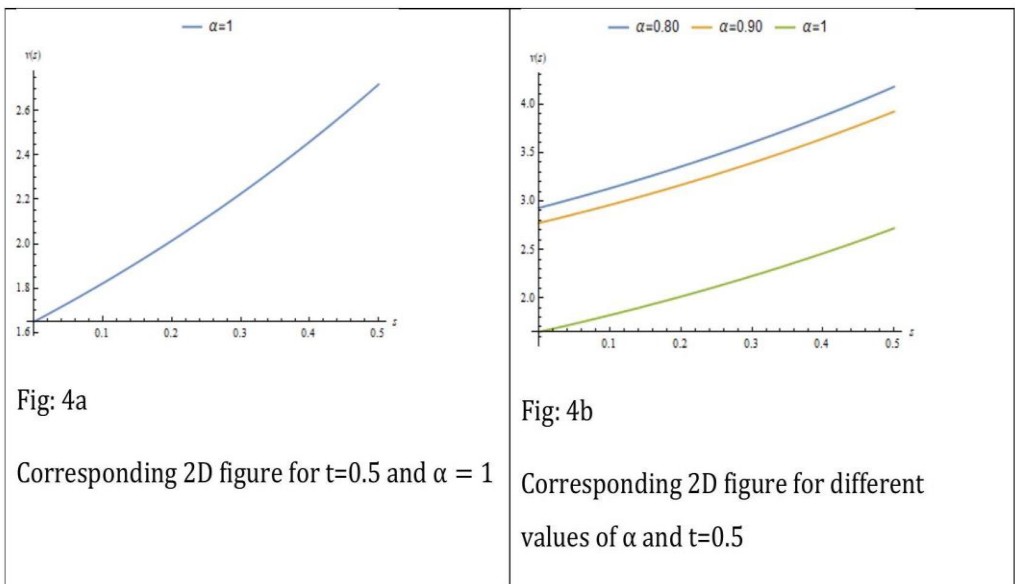 α=1
v(s)
2.6
2.4
2.2
2.0
1.8
1.6
0.1 0.2 0.3 0.4 0.5 s
Fig: 4a
Corresponding 2D figure for t=0.5 and α = 1
α=0.80 α=0.90 α=1
v(s)
4.0
3.5
3.0
2.5
2.0
0.1 0.2 0.3 0.4 0.5 s
Fig: 4b
Corresponding 2D figure for different
values of α and t=0.5